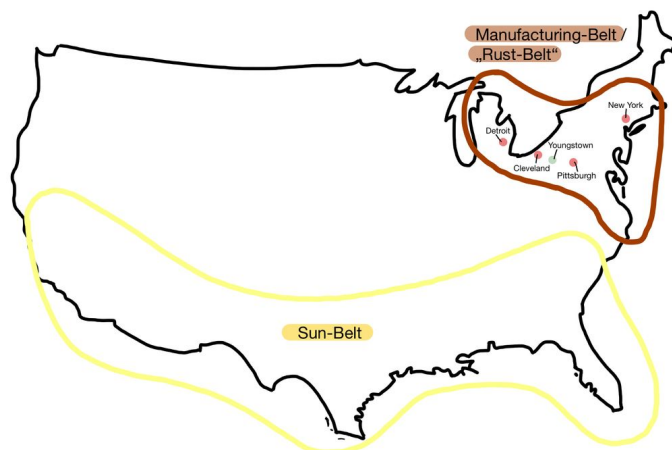 Manufacturing-Belt /
„Rust-Belt“
New York
Detroit
Youngstown
Cleveland
Pittsburgh
Sun-Belt